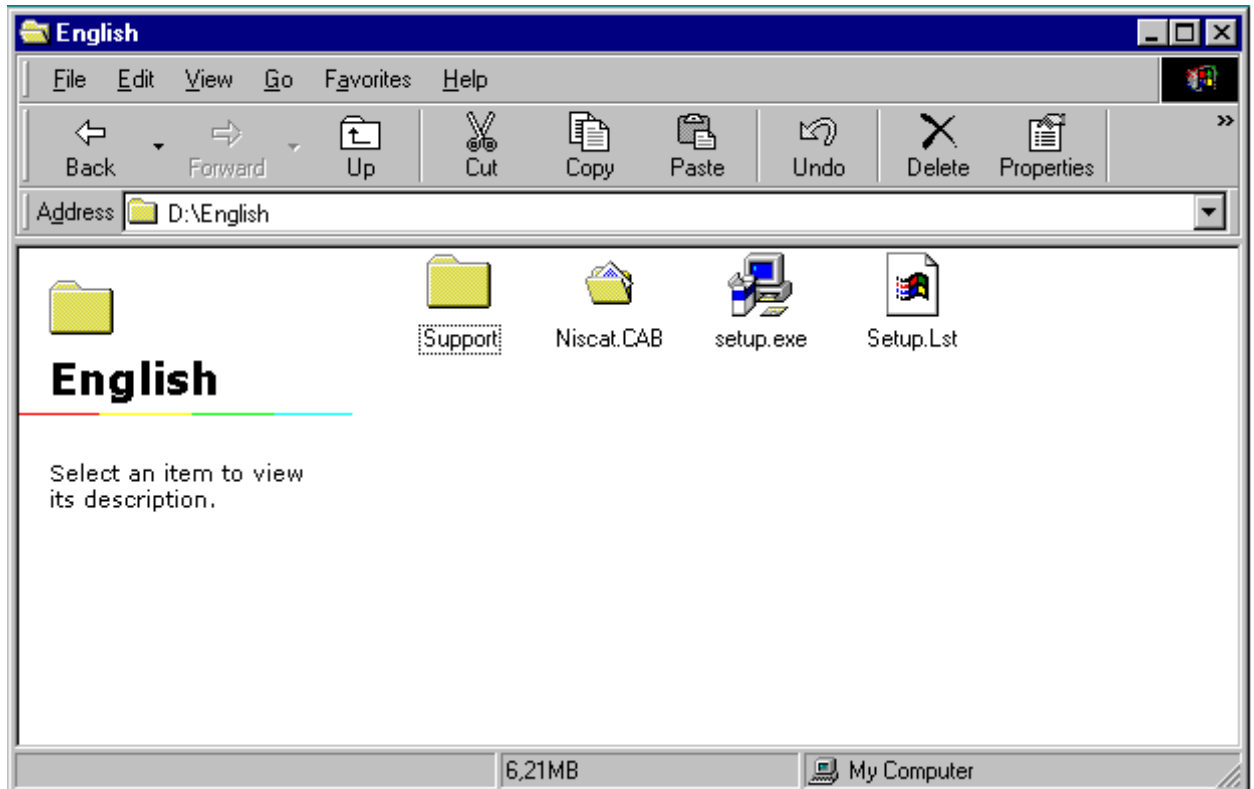 English
File Edit View Go Favorites Help
Back Forward Up Cut Copy Paste Undo Delete Properties »
Address D:\English
Support Niscat.CAB setup.exe Setup.Lst
English
Select an item to view
its description.
6,21MB My Computer